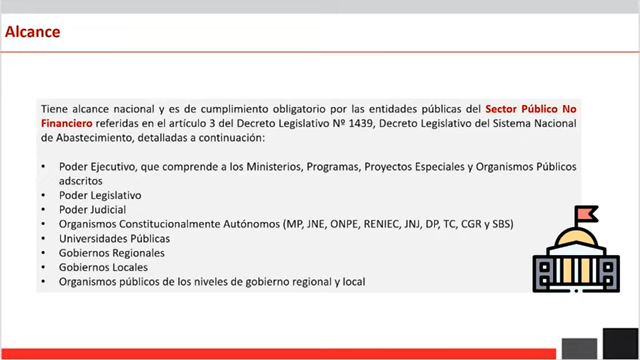 Alcance
Tiene alcance nacional y es de cumplimiento obligatorio por las entidades públicas del Sector Público No
Financiero referidas en el artículo 3 del Decreto Legislativo Nº 1439, Decreto Legislativo del Sistema Nacional
de Abastecimiento, detalladas a continuación:
• Poder Ejecutivo, que comprende a los Ministerios, Programas, Proyectos Especiales y Organismos Públicos
adscritos
• Poder Legislativo
• Poder Judicial
• Organismos Constitucionalmente Autónomos (MP, JNE, ONPE, RENIEC, JNJ, DP, TC, CGR y SBS)
• Universidades Públicas
• Gobiernos Regionales
• Gobiernos Locales
• Organismos públicos de los niveles de gobierno regional y local